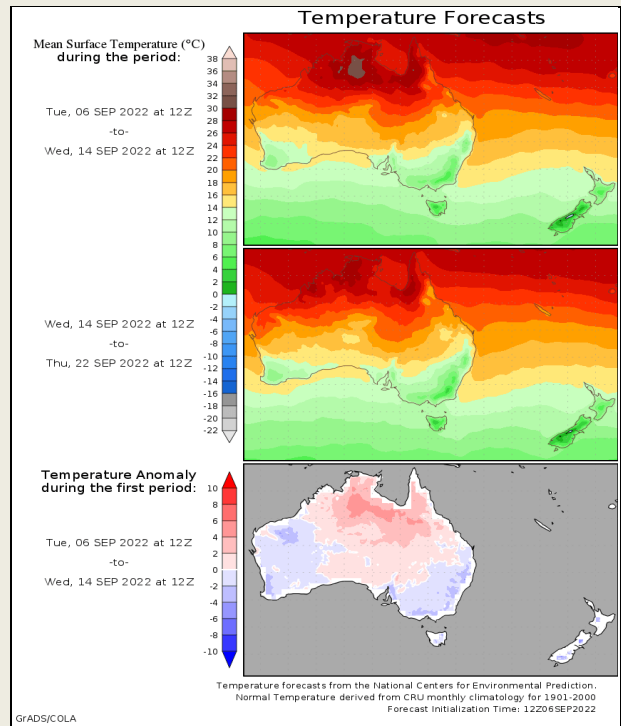 Temperature Forecasts
Mean Surface Temperature (°C)
during the period:
38
36
34
32
30
28
26
24
22
20
18
16
14
12
10
8
6
4
2
0
-2
-4
-6
-8
-10
-12
-14
-16
-18
-20
-22
Tue, 06 SEP 2022 at 12Z
-to-
Wed, 14 SEP 2022 at 12Z
Wed, 14 SEP 2022 at 12Z
-to-
Thu, 22 SEP 2022 at 12Z
Temperature Anomaly
during the first period:
10
8
6
4
2
0
-2
-4
-6
-8
-10
Tue, 06 SEP 2022 at 12Z
-to-
Wed, 14 SEP 2022 at 12Z
Temperature forecasts from the National Centers for Environmental Prediction.
Normal Temperature derived from CRU monthly climatology for 1901-2000
Forecast Initialization Time: 12Z06SEP2022
GrADS/COLA